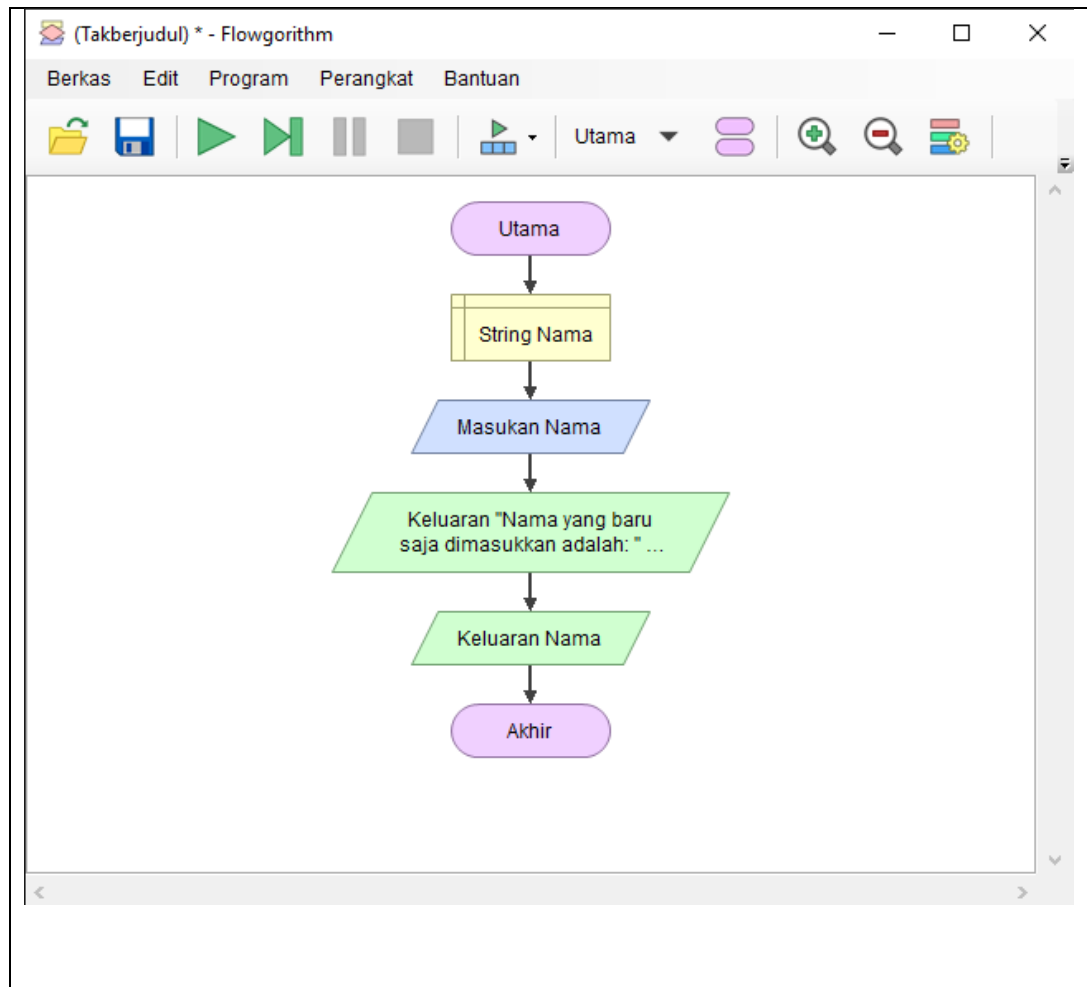 (Takberjudul) * - Flowgorithm
Berkas Edit Program Perangkat Bantuan
Utama
Utama
String Nama
Masukan Nama
Keluaran "Nama yang baru
saja dimasukkan adalah: " ...
Keluaran Nama
Akhir